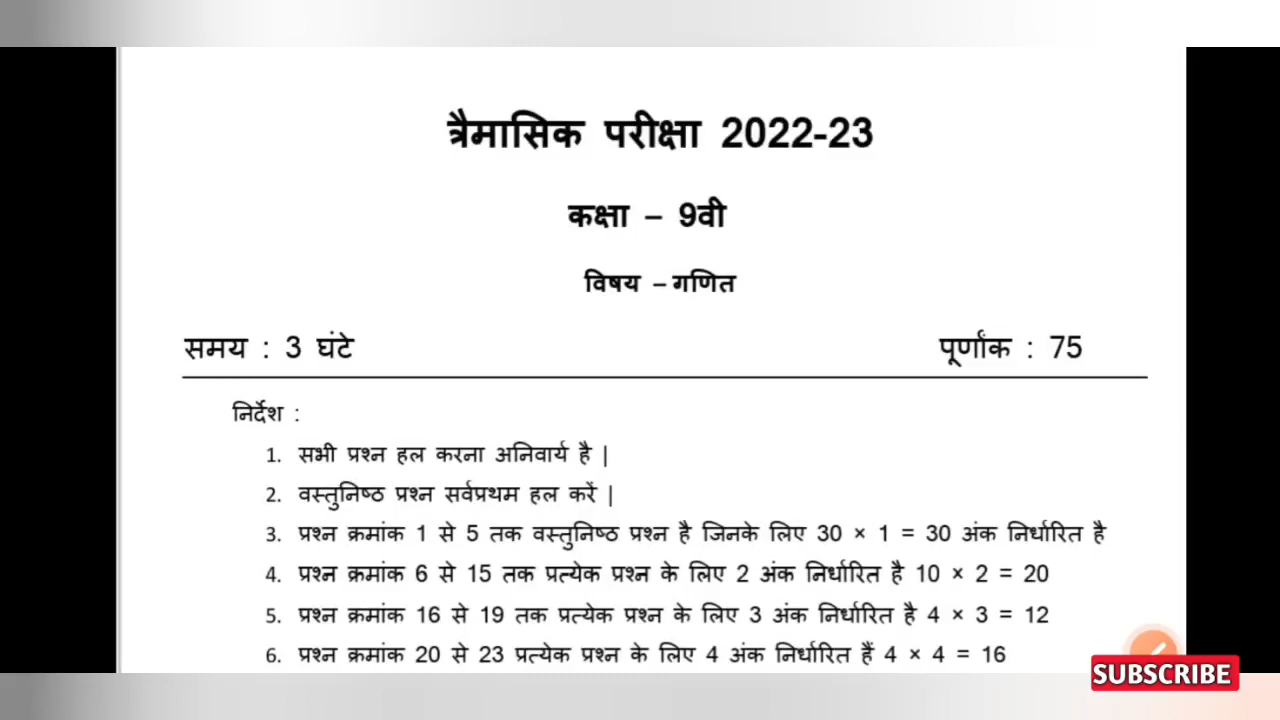 त्रैमासिक परीक्षा 2022-23
कक्षा – 9वी
विषय – गणित
समय : 3 घंटे पूर्णांक : 75
निर्देश :
1. सभी प्रश्न हल करना अनिवार्य है |
2. वस्तुनिष्ठ प्रश्न सर्वप्रथम हल करें |
3. प्रश्न क्रमांक 1 से 5 तक वस्तुनिष्ठ प्रश्न है जिनके लिए 30 × 1 = 30 अंक निर्धारित है
4. प्रश्न क्रमांक 6 से 15 तक प्रत्येक प्रश्न के लिए 2 अंक निर्धारित है 10 × 2 = 20
5. प्रश्न क्रमांक 16 से 19 तक प्रत्येक प्रश्न के लिए 3 अंक निर्धारित है 4 × 3 = 12
6. प्रश्न क्रमांक 20 से 23 प्रत्येक प्रश्न के लिए 4 अंक निर्धारित हैं 4 × 4 = 16
SUBSCRIBE